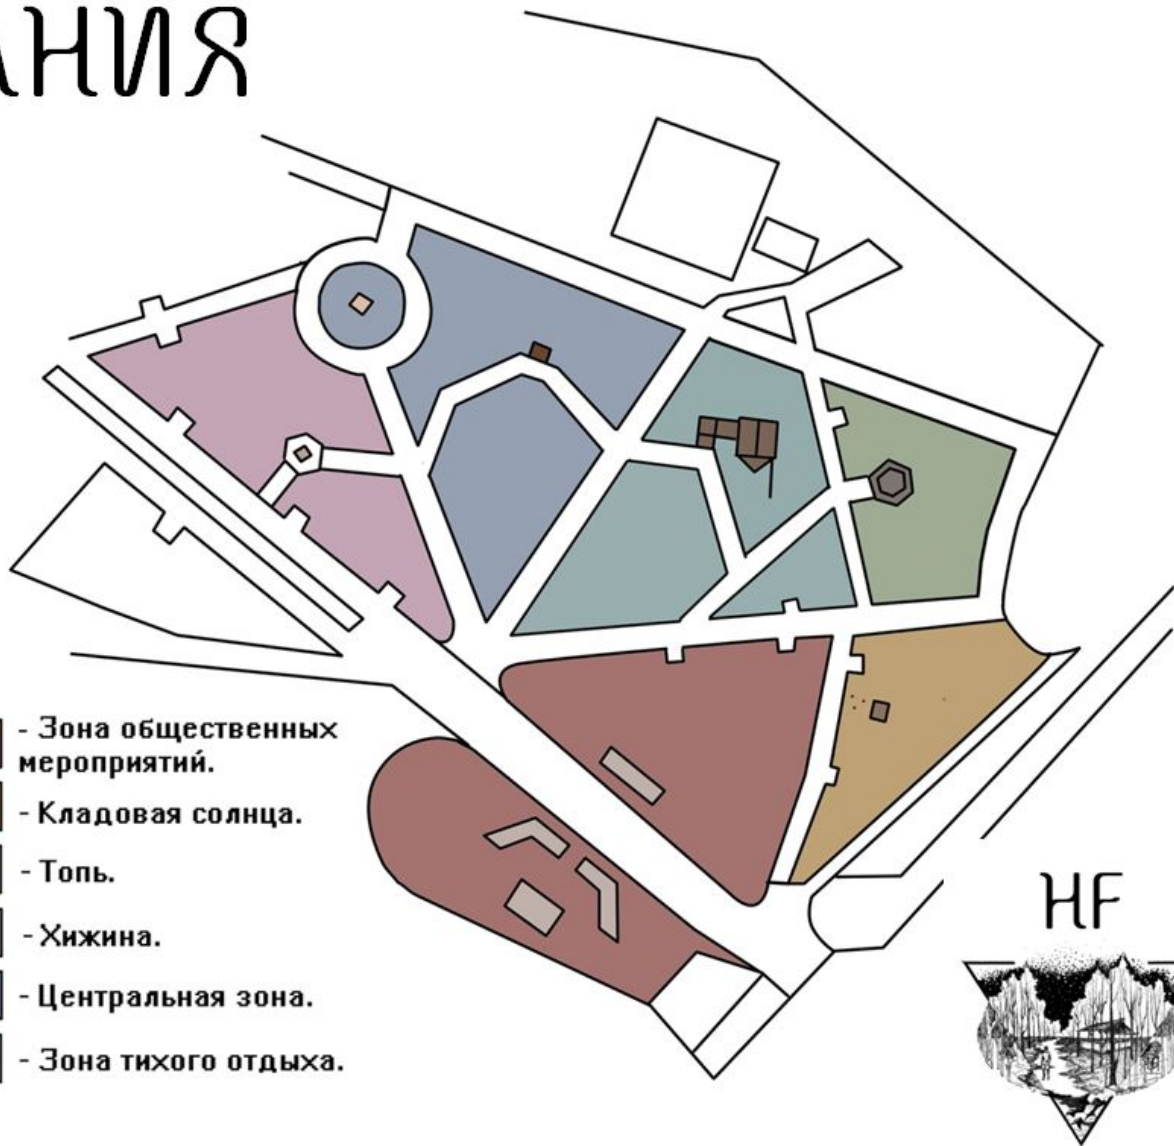 АНИЯ
- Зона общественных
мероприятий.
- Кладовая солнца.
- Топь.
- Хижина.
- Центральная зона.
- Зона тихого отдыха.
HF